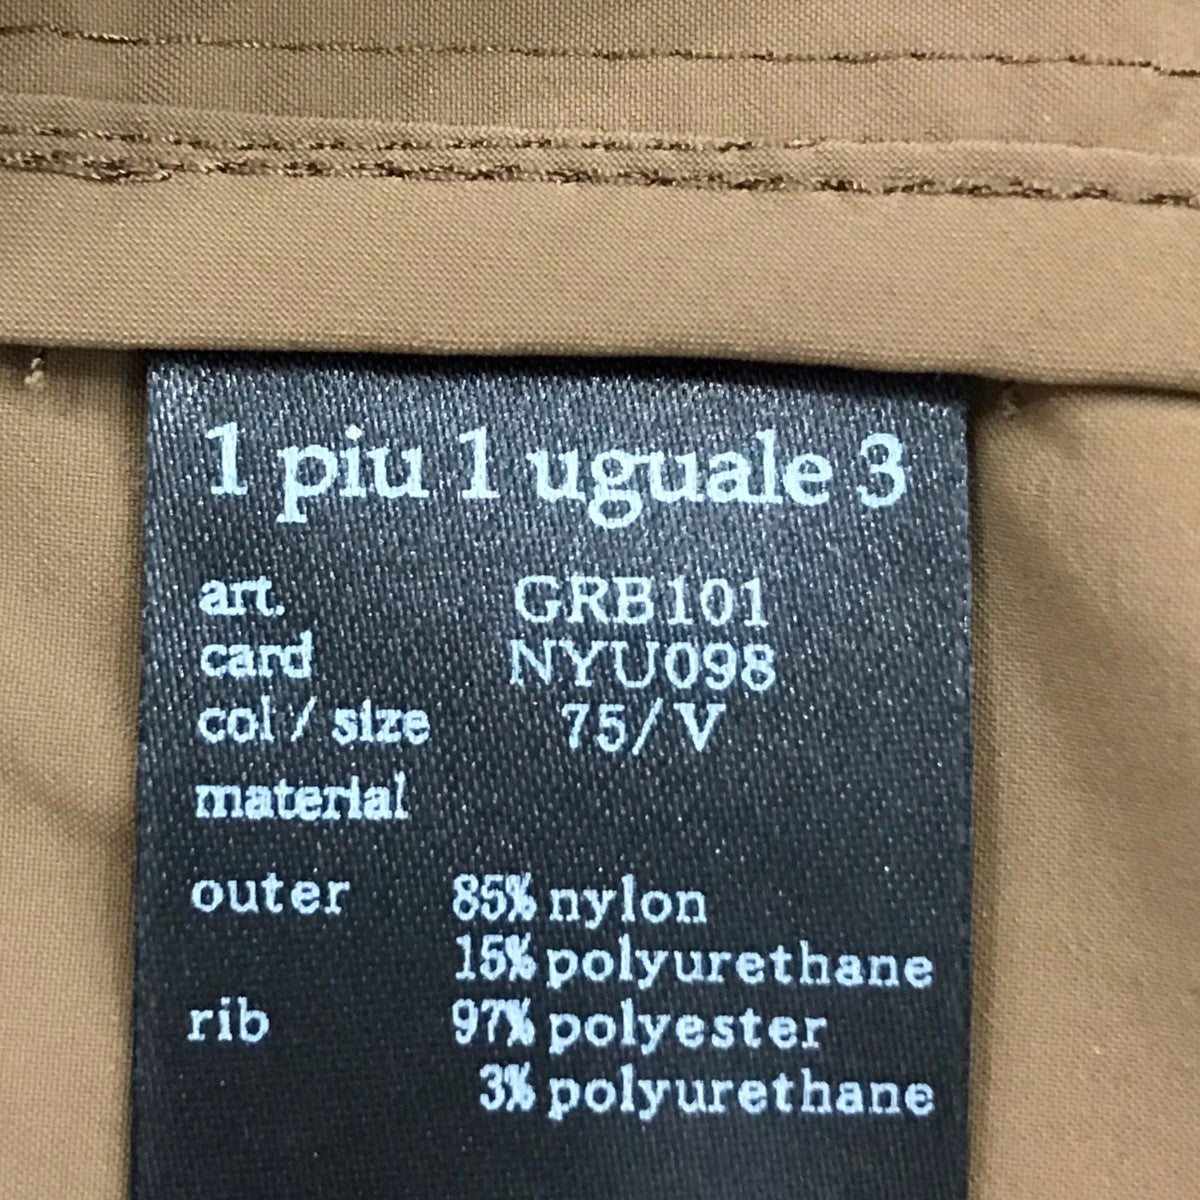 1 piu 1 uguale 3
art. GRB101
card NYU098
col / size 75/V
material
outer 85% nylon
15% polyurethane
rib 97% polyester
3% polyurethane